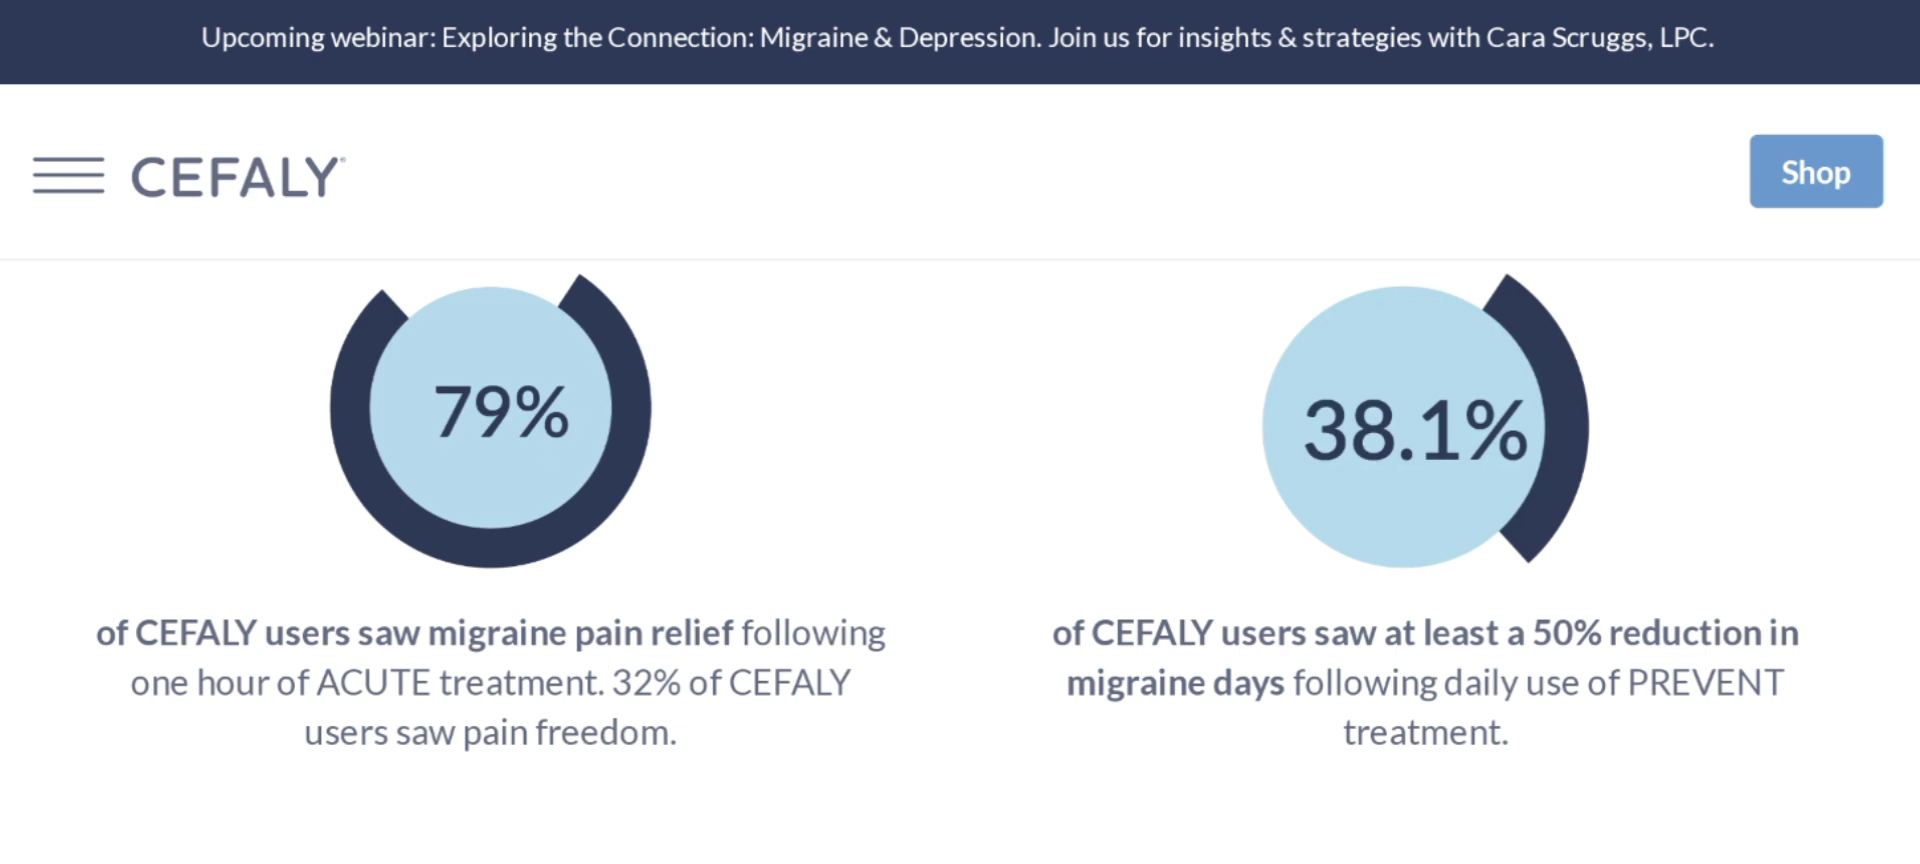 Upcoming webinar: Exploring the Connection: Migraine & Depression. Join us for insights & strategies with Cara Scruggs, LPC.
CEFALY
Shop
79%
of CEFALY users saw migraine pain relief following
one hour of ACUTE treatment. 32% of CEFALY
users saw pain freedom.
38.1%
of CEFALY users saw at least a 50% reduction in
migraine days following daily use of PREVENT
treatment.